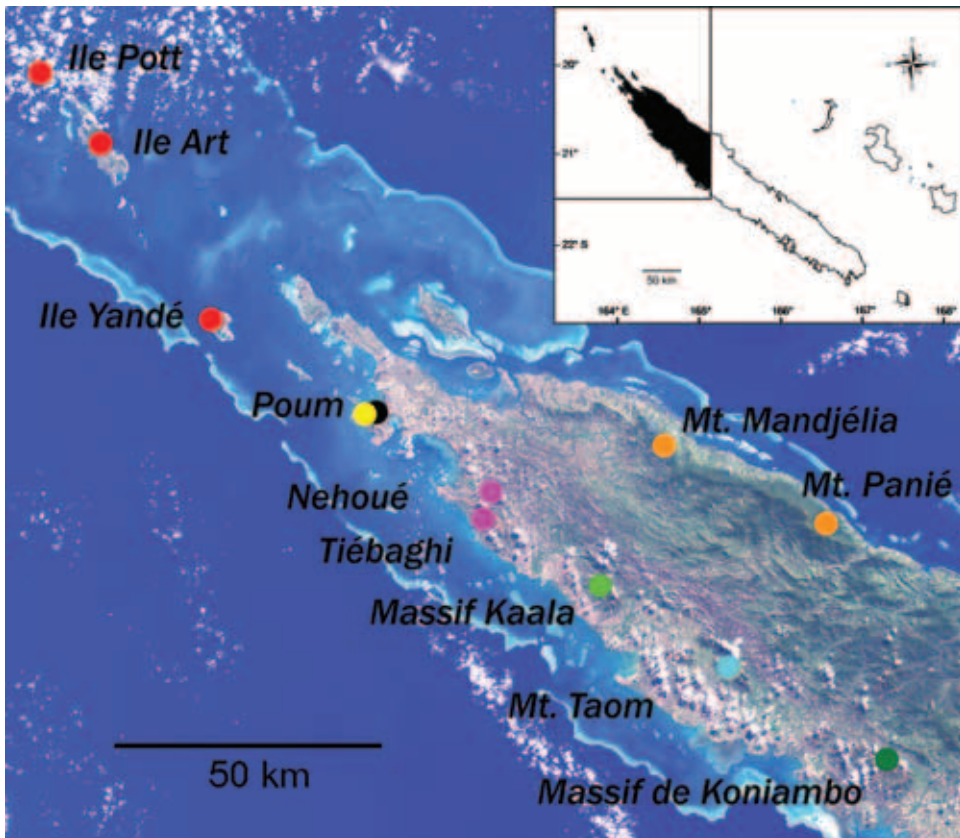 Ile Pott
Ile Art
Ile Yandé
Poum
Nehoué
Tiébaghi
Massif Kaala
Mt. Taom
Massif de Koniambo
Mt. Mandjélia
Mt. Panié
50 km
20°
21°
22° S
50 km
164° E
165°
166°
167°
168°